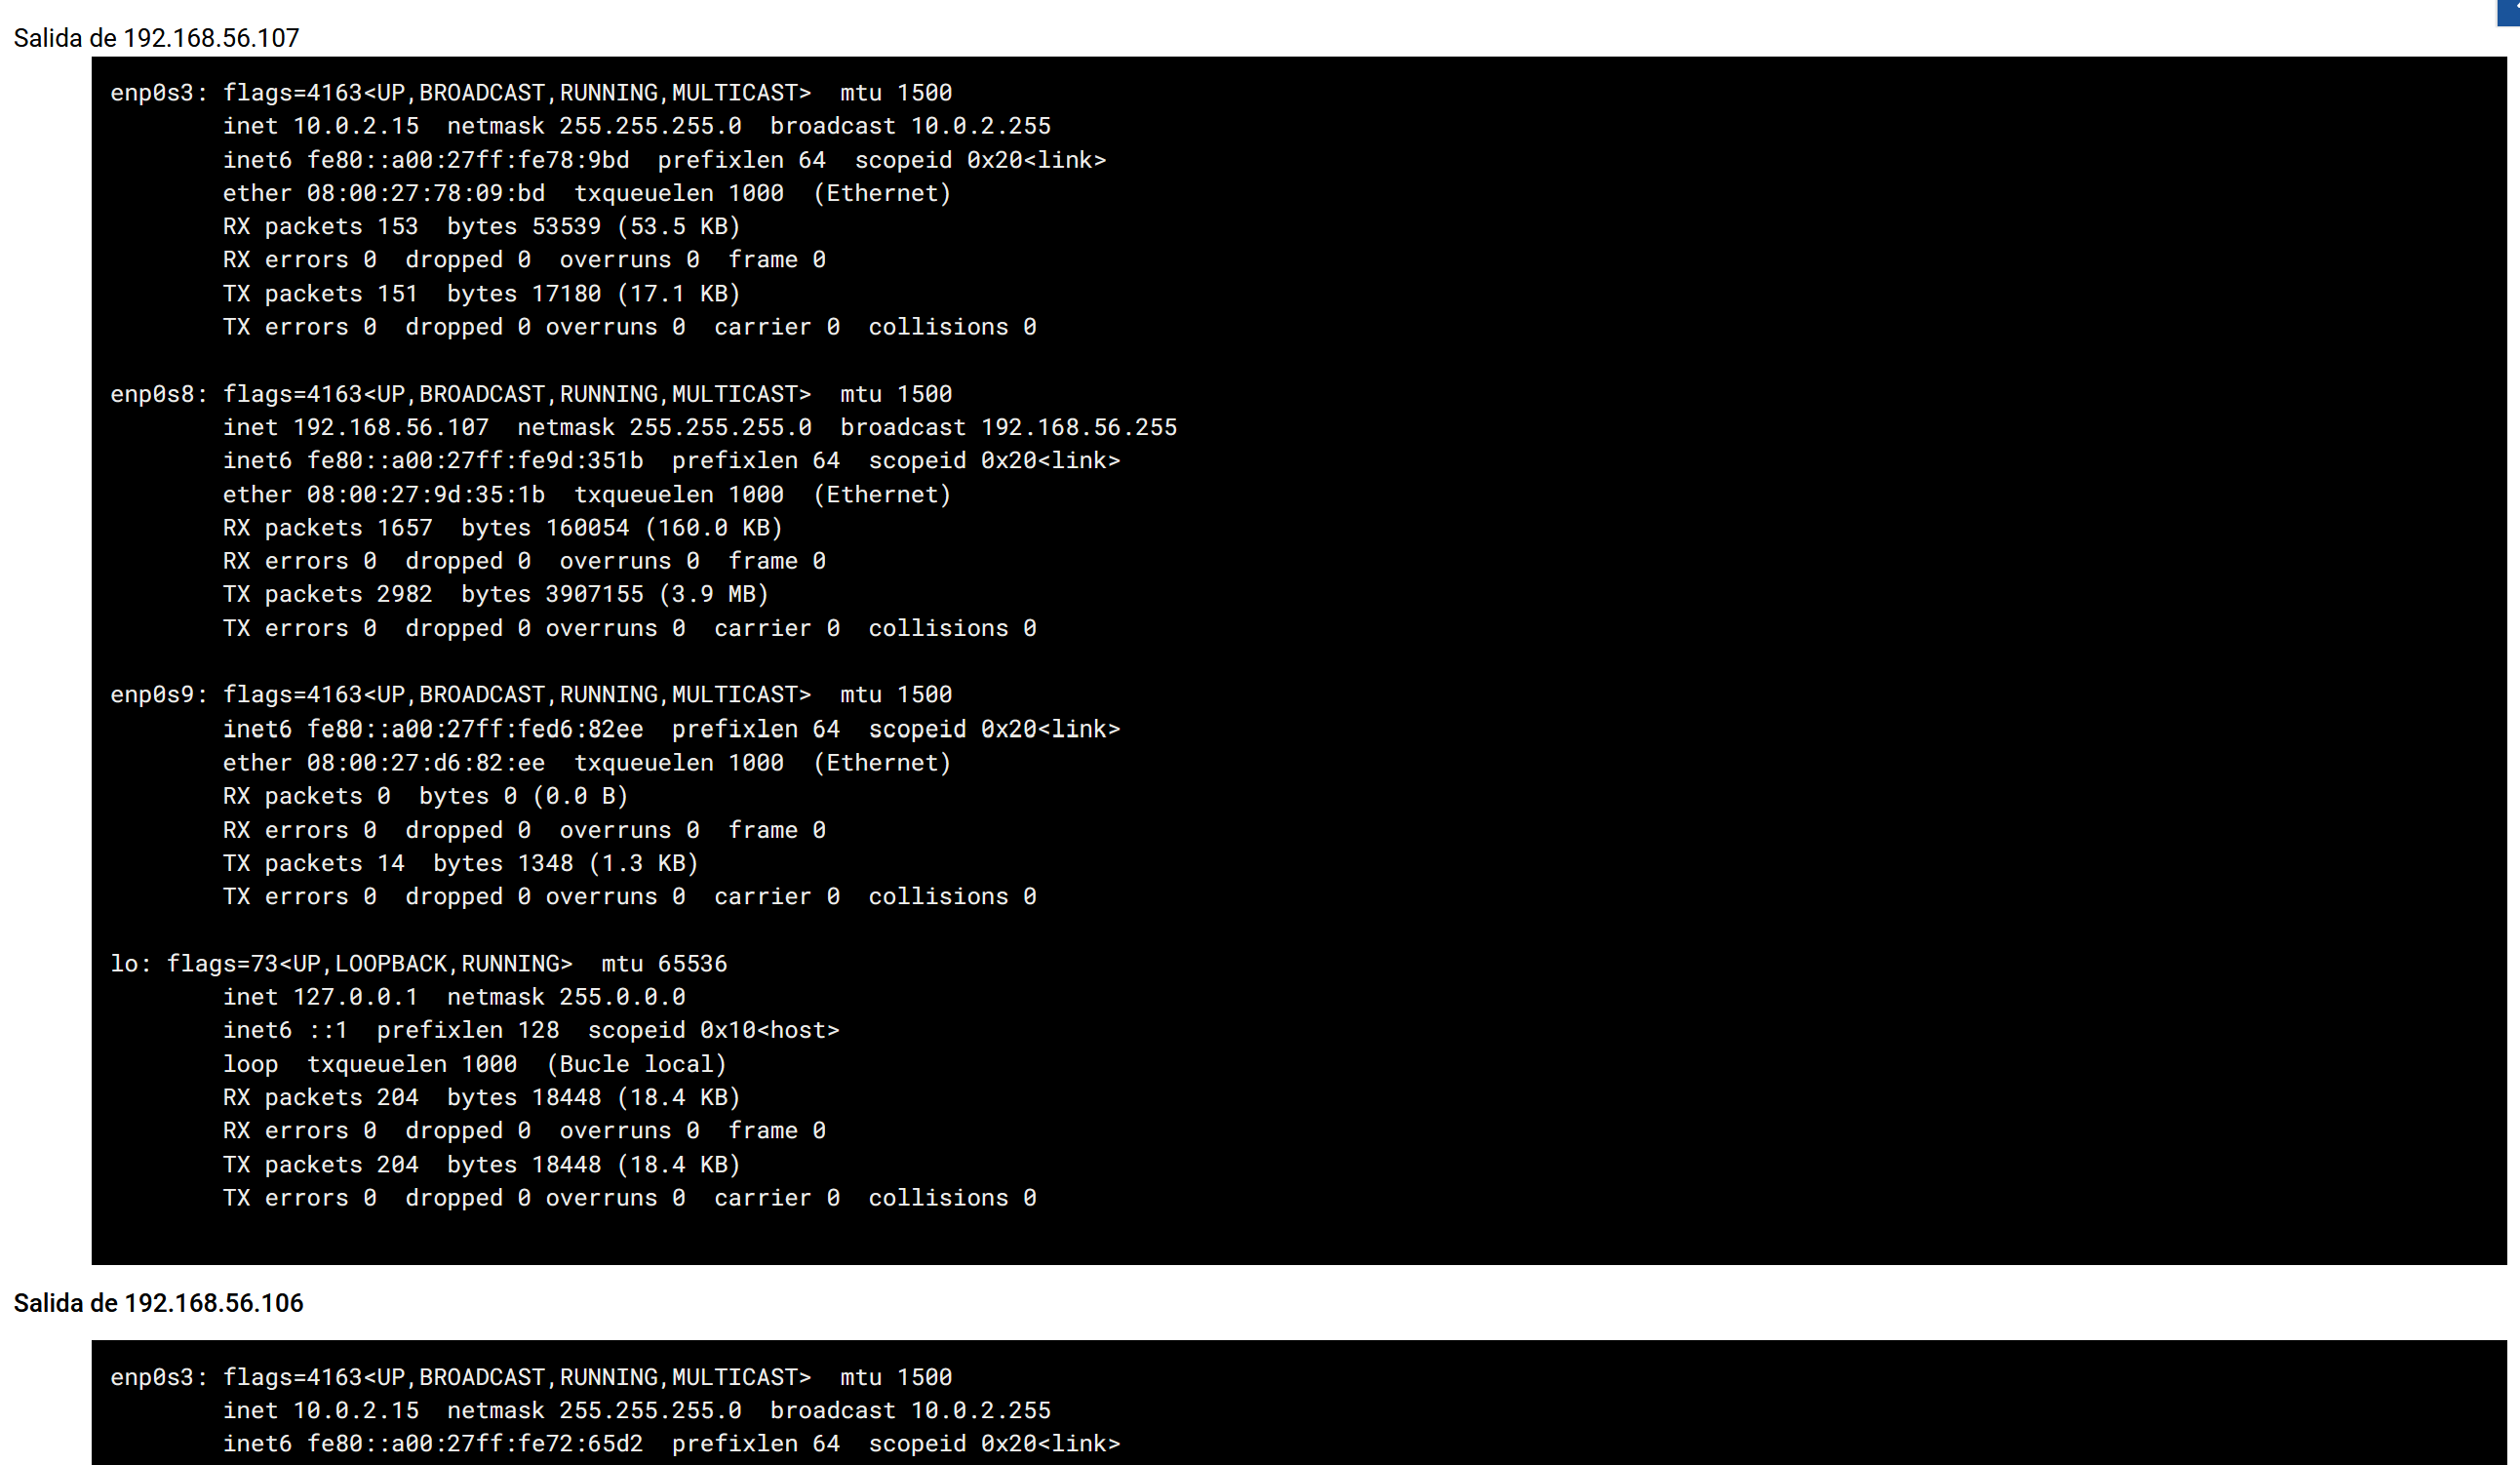 Salida de 192.168.56.107
enp0s3: flags=4163<UP,BROADCAST,RUNNING,MULTICAST>  mtu 1500
        inet 10.0.2.15  netmask 255.255.255.0  broadcast 10.0.2.255
        inet6 fe80::a00:27ff:fe78:9bd  prefixlen 64  scopeid 0x20<link>
        ether 08:00:27:78:09:bd  txqueuelen 1000  (Ethernet)
        RX packets 153  bytes 53539 (53.5 KB)
        RX errors 0  dropped 0  overruns 0  frame 0
        TX packets 151  bytes 17180 (17.1 KB)
        TX errors 0  dropped 0 overruns 0  carrier 0  collisions 0
enp0s8: flags=4163<UP,BROADCAST,RUNNING,MULTICAST>  mtu 1500
        inet 192.168.56.107  netmask 255.255.255.0  broadcast 192.168.56.255
        inet6 fe80::a00:27ff:fe9d:351b  prefixlen 64  scopeid 0x20<link>
        ether 08:00:27:9d:35:1b  txqueuelen 1000  (Ethernet)
        RX packets 1657  bytes 160054 (160.0 KB)
        RX errors 0  dropped 0  overruns 0  frame 0
        TX packets 2982  bytes 3907155 (3.9 MB)
        TX errors 0  dropped 0 overruns 0  carrier 0  collisions 0
enp0s9: flags=4163<UP,BROADCAST,RUNNING,MULTICAST>  mtu 1500
        inet6 fe80::a00:27ff:fed6:82ee  prefixlen 64  scopeid 0x20<link>
        ether 08:00:27:d6:82:ee  txqueuelen 1000  (Ethernet)
        RX packets 0  bytes 0 (0.0 B)
        RX errors 0  dropped 0  overruns 0  frame 0
        TX packets 14  bytes 1348 (1.3 KB)
        TX errors 0  dropped 0 overruns 0  carrier 0  collisions 0
lo: flags=73<UP,LOOPBACK,RUNNING>  mtu 65536
        inet 127.0.0.1  netmask 255.0.0.0
        inet6 ::1  prefixlen 128  scopeid 0x10<host>
        loop  txqueuelen 1000  (Bucle local)
        RX packets 204  bytes 18448 (18.4 KB)
        RX errors 0  dropped 0  overruns 0  frame 0
        TX packets 204  bytes 18448 (18.4 KB)
        TX errors 0  dropped 0 overruns 0  carrier 0  collisions 0
Salida de 192.168.56.106
enp0s3: flags=4163<UP,BROADCAST,RUNNING,MULTICAST>  mtu 1500
        inet 10.0.2.15  netmask 255.255.255.0  broadcast 10.0.2.255
        inet6 fe80::a00:27ff:fe72:65d2  prefixlen 64  scopeid 0x20<link>